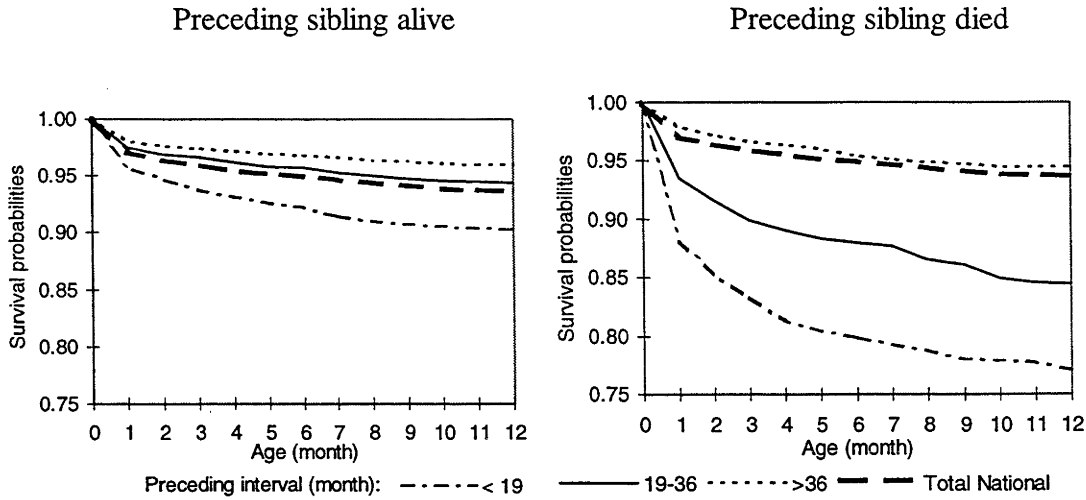 Preceding sibling alive
Survival probabilities
1.00
0.95
0.90
0.85
0.80
0.75
0 1 2 3 4 5 6 7 8 9 10 11 12
Age (month)
Preceding sibling died
Survival probabilities
1.00
0.95
0.90
0.85
0.80
0.75
0 1 2 3 4 5 6 7 8 9 10 11 12
Age (month)
Preceding interval (month): < 19 19-36 >36 Total National